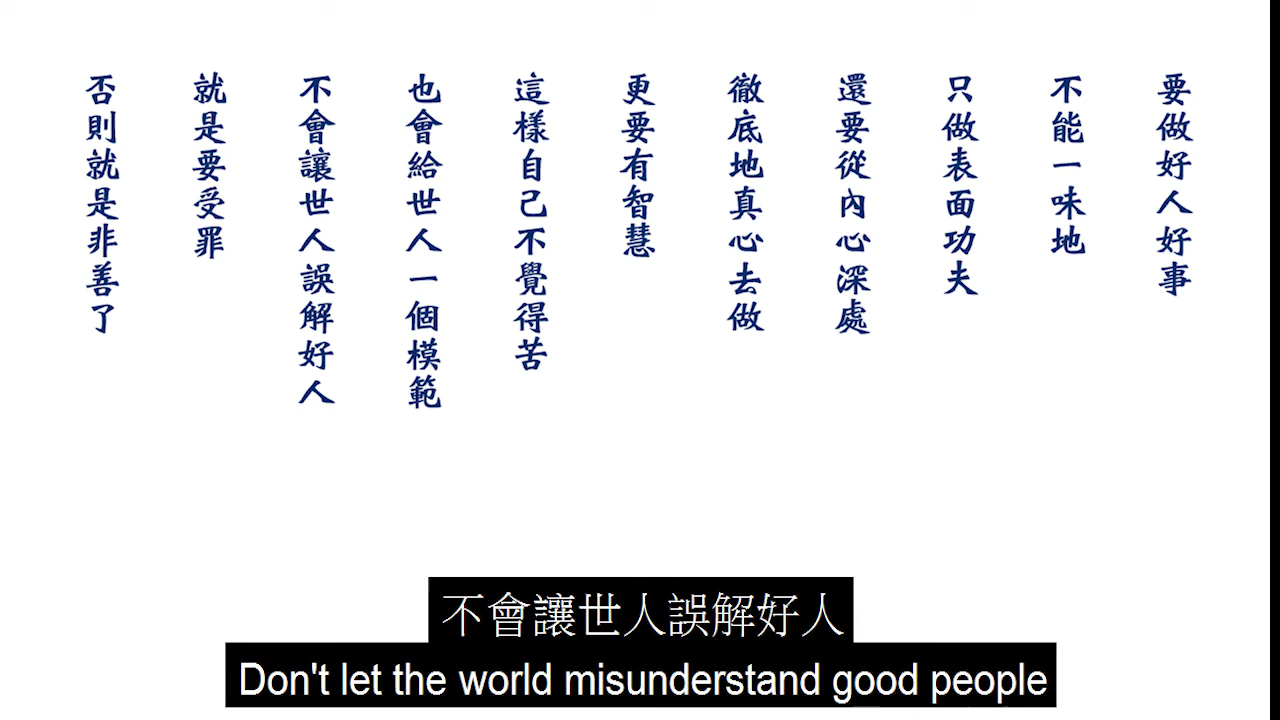 要做好人好事
不能一味地
只做表面功夫
還要從內心深處
徹底地真心去做
更要有智慧
這樣自己不覺得苦
也會給世人一個模範
不會讓世人誤解好人
就是要受罪
否則就是非善了
不會讓世人誤解好人
Don't let the world misunderstand good people